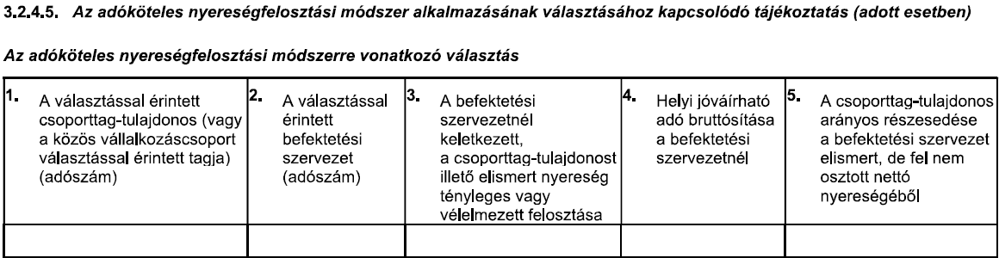 3.2.4.5. Az adóköteles nyereségfelosztási módszer alkalmazásának választásához kapcsolódó tájékoztatás (adott esetben)
Az adóköteles nyereségfelosztási módszerre vonatkozó választás
1. A választással érintett
csoporttag-tulajdonos (vagy
a közös vállalkozáscsoport
választással érintett tagja)
(adószám)
2. A választással
érintett
befektetési
szervezet
(adószám)
3. A befektetési
szervezetnél
keletkezett,
a csoporttag-tulajdonost
illető elismert nyereség
tényleges vagy
vélelmezett felosztása
4. Helyi jóváírható
adó bruttósítása
a befektetési
szervezetnél
5. A csoporttag-tulajdonos
arányos részesedése
a befektetési szervezet
elismert, de fel nem
osztott nettó
nyereségéből